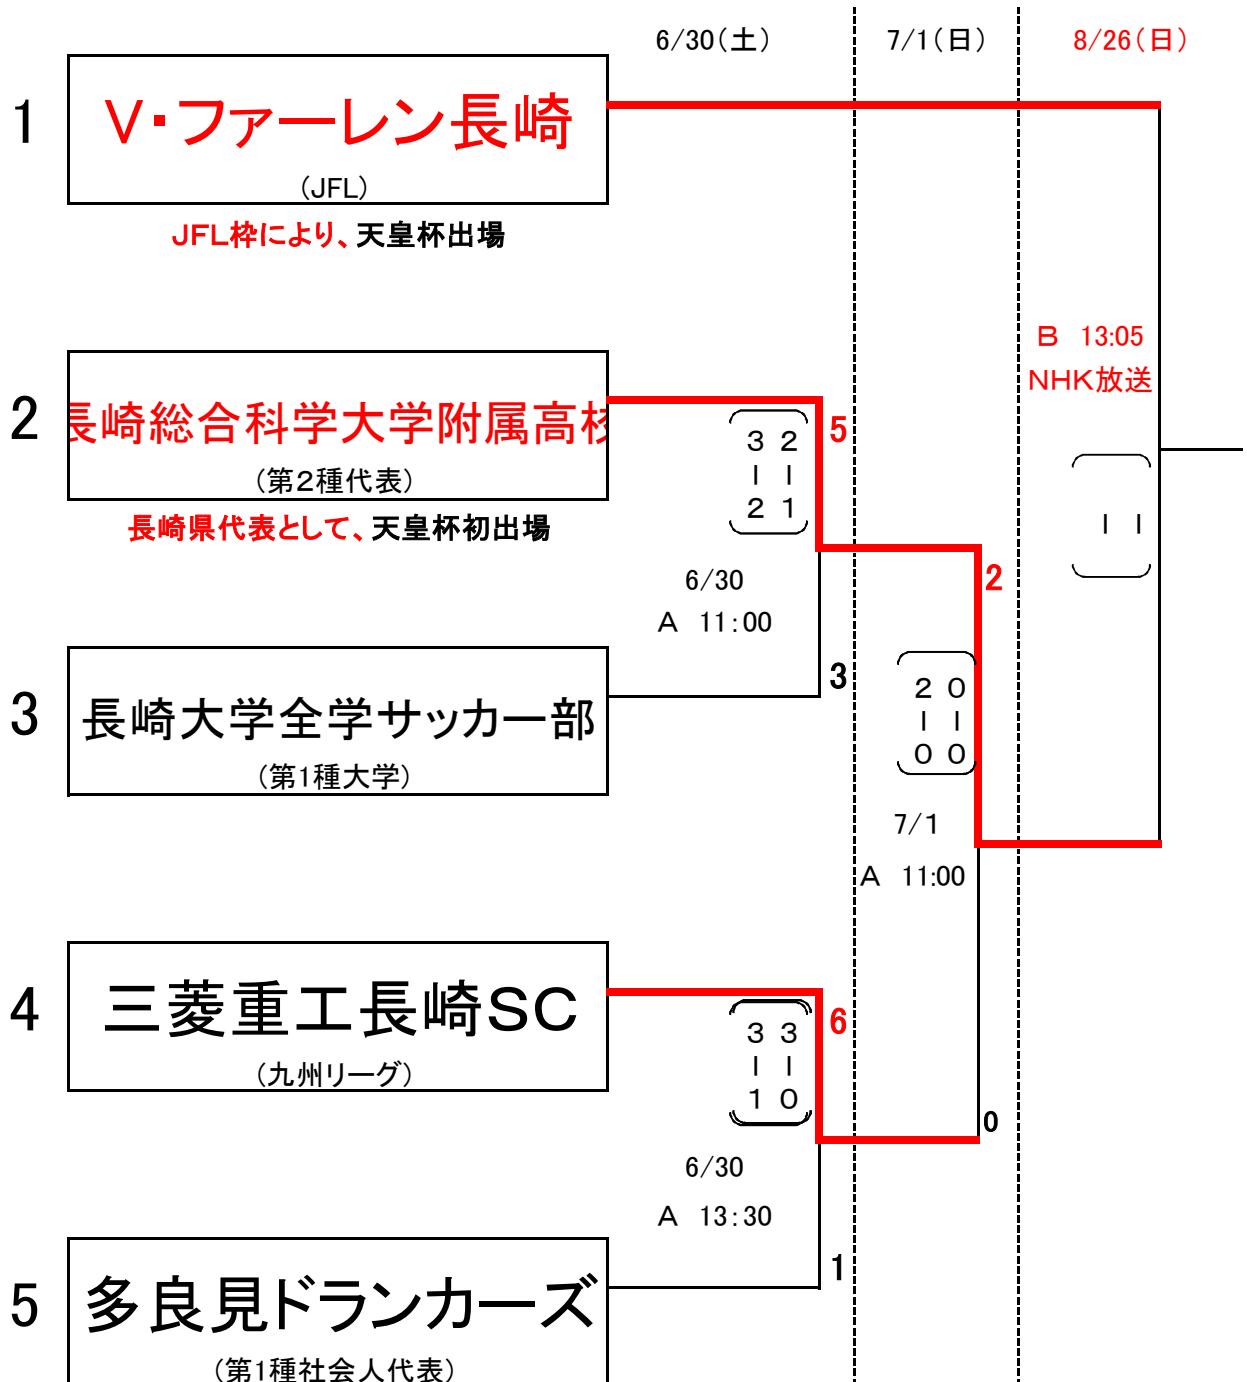 6/30(土) 7/1(日) 8/26(日)
1 V・ファーレン長崎
(JFL)
JFL枠により、天皇杯出場
B 13:05
NHK放送
2 長崎総合科学大学附属高校
(第2種代表)
長崎県代表として、天皇杯初出場
5
3 2
| |
2 1
| |
6/30
A 11:00
2
3
3 長崎大学全学サッカー部
(第1種大学)
2 0
| |
0 0
7/1
A 11:00
4 三菱重工長崎SC
(九州リーグ)
6
3 3
| |
1 0
0
6/30
A 13:30
1
5 多良見ドランカーズ
(第1種社会人代表)